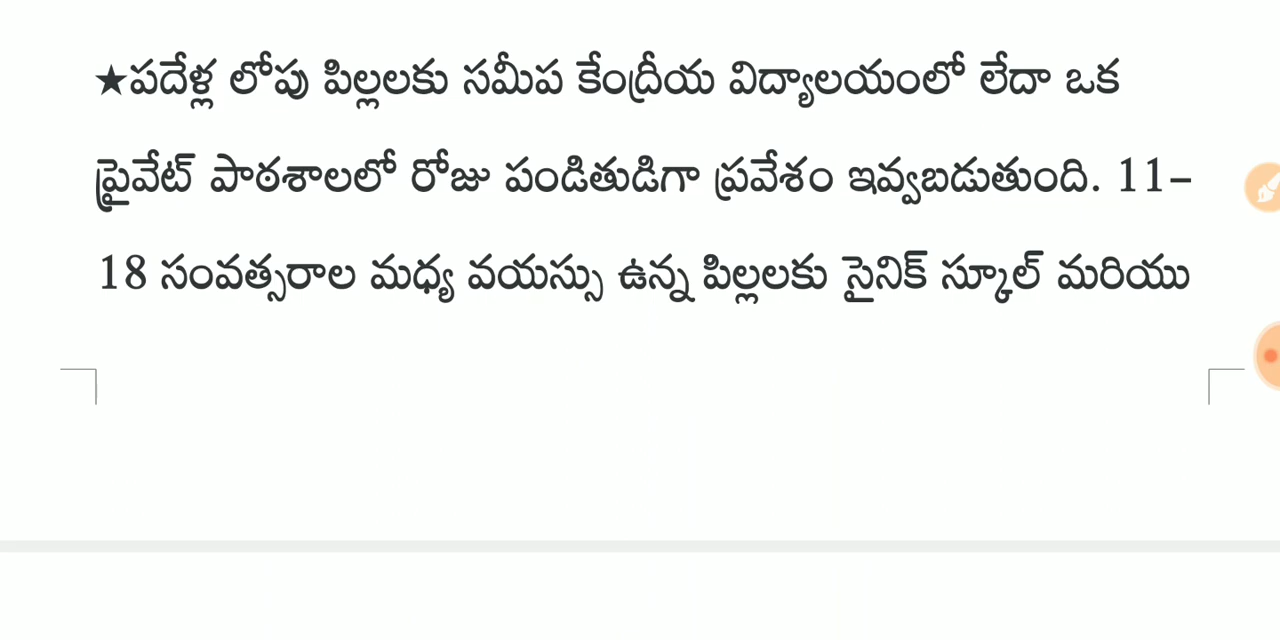 ★పదేళ్ల లోపు పిల్లలకు సమీప కేంద్రీయ విద్యాలయంలో లేదా ఒక
ప్రైవేట్ పాఠశాలలో రోజు పండితుడిగా ప్రవేశం ఇవ్వబడుతుంది. 11-
18 సంవత్సరాల మధ్య వయస్సు ఉన్న పిల్లలకు సైనిక్ స్కూల్ మరియు